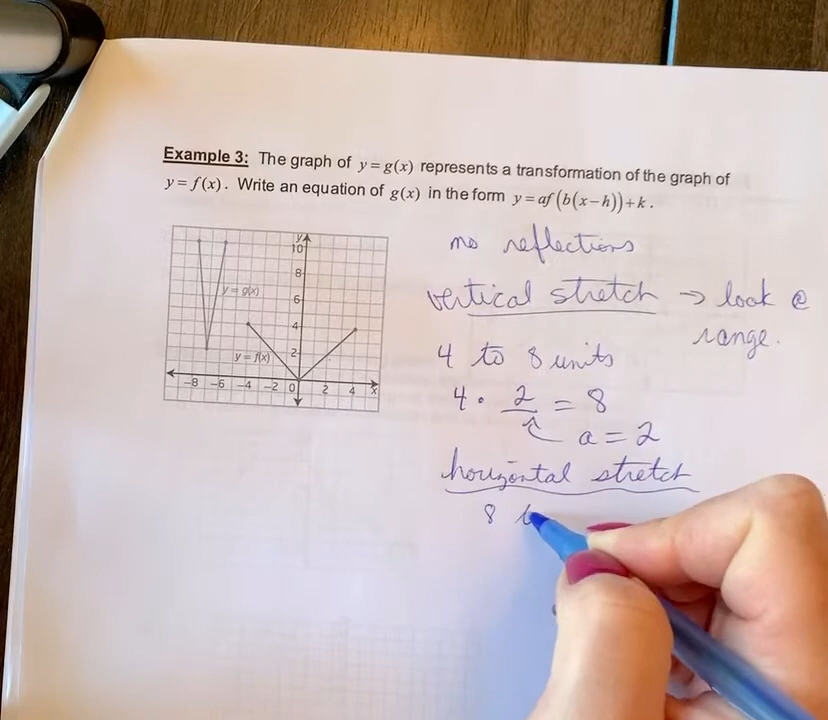 Example 3: The graph of y = g(x) represents a transformation of the graph of
y = f(x). Write an equation of g(x) in the form y = af(b(x−h))+k.
no reflections
vertical stretch → look @
range.
4 to 8 units
4 · 2 = 8
a = 2
horizontal stretch
8
y
10
8
6
4
2
y = g(x)
y = f(x)
−8 −6 −4 −2 0 2 4 x